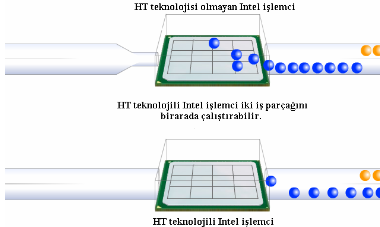 HT teknolojisi olmayan Intel işlemci
HT teknolojili Intel işlemci iki iş parçağını
birarada çalıştırabilir.
HT teknolojili Intel işlemci